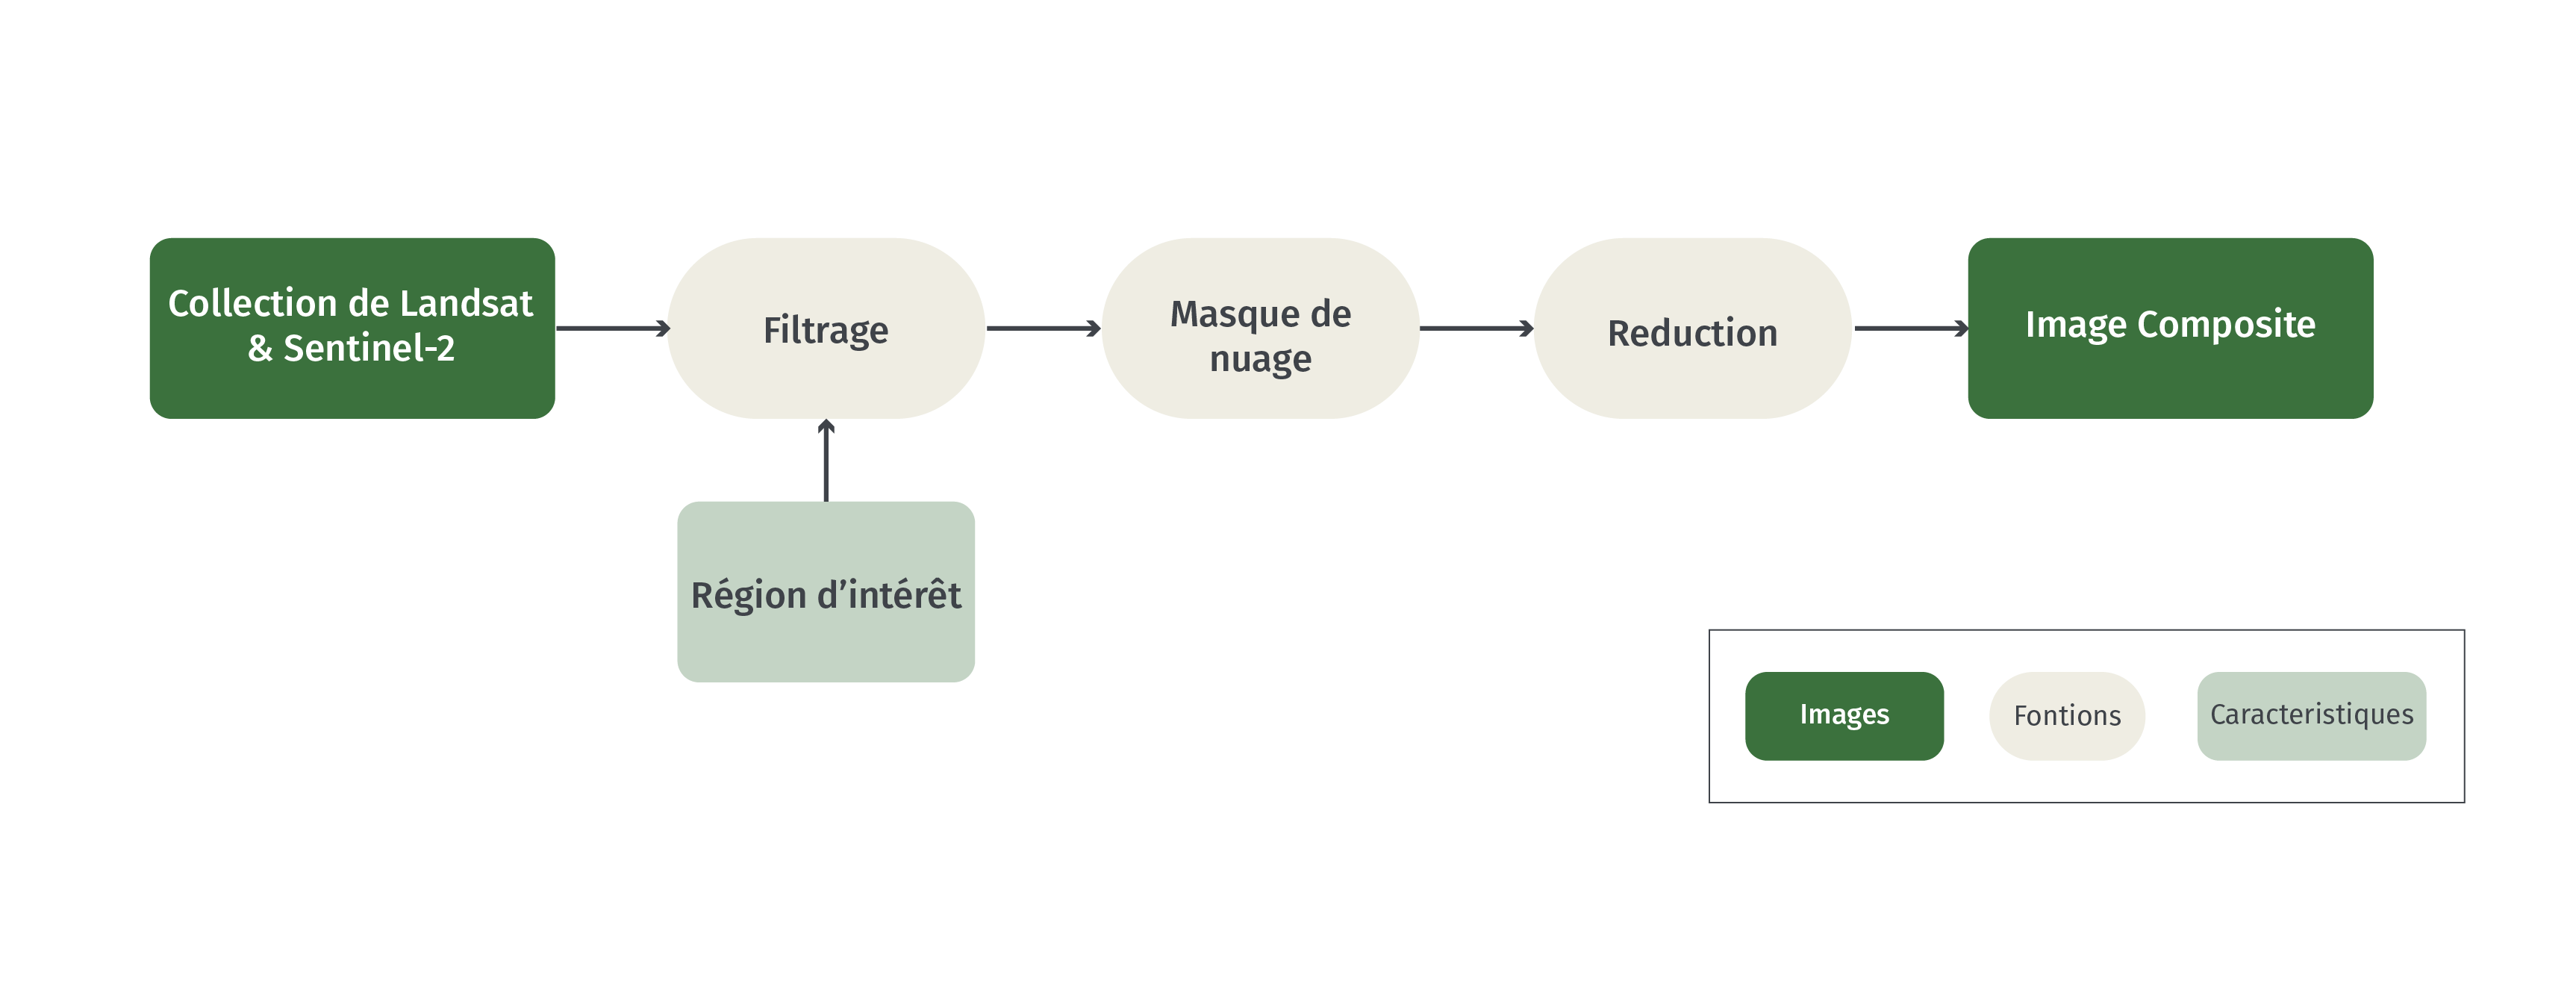 Collection de Landsat
& Sentinel-2
Filtrage
Masque de
nuage
Reduction
Image Composite
Région d’intérêt
Images
Fontions
Caracteristiques